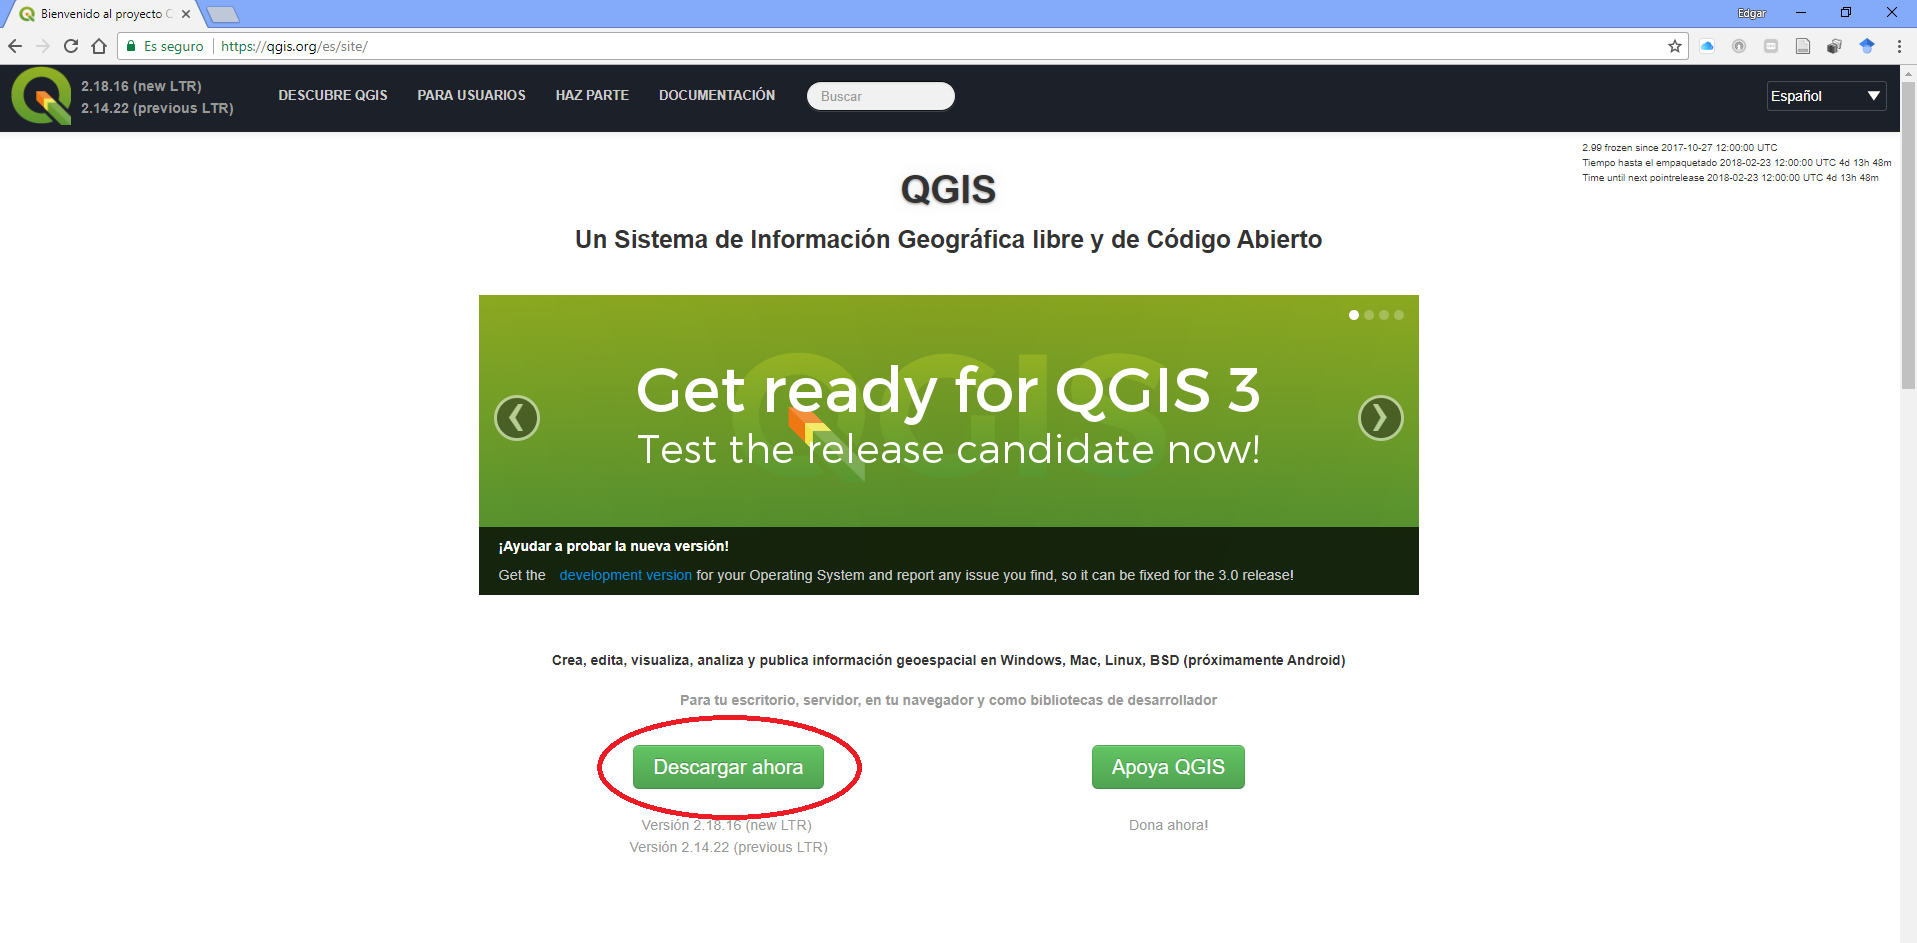 Bienvenido al proyecto
Edgar
Es seguro
https://qgis.org/es/site/
2.18.16 (new LTR)
2.14.22 (previous LTR)
DESCUBRE QGIS
PARA USUARIOS
HAZ PARTE
DOCUMENTACIÓN
Buscar
Español
2.99 frozen since 2017-10-27 12:00:00 UTC
Tiempo hasta el empaquetado 2018-02-23 12:00:00 UTC 4d 13h 48m
Time until next pointrelease 2018-02-23 12:00:00 UTC 4d 13h 48m
QGIS
Un Sistema de Información Geográfica libre y de Código Abierto
Get ready for QGIS 3
Test the release candidate now!
¡Ayudar a probar la nueva versión!
Get the development version for your Operating System and report any issue you find, so it can be fixed for the 3.0 release!
Crea, edita, visualiza, analiza y publica información geoespacial en Windows, Mac, Linux, BSD (próximamente Android)
Para tu escritorio, servidor, en tu navegador y como bibliotecas de desarrollador
Descargar ahora
Apoya QGIS
Versión 2.18.16 (new LTR)
Versión 2.14.22 (previous LTR)
Dona ahora!